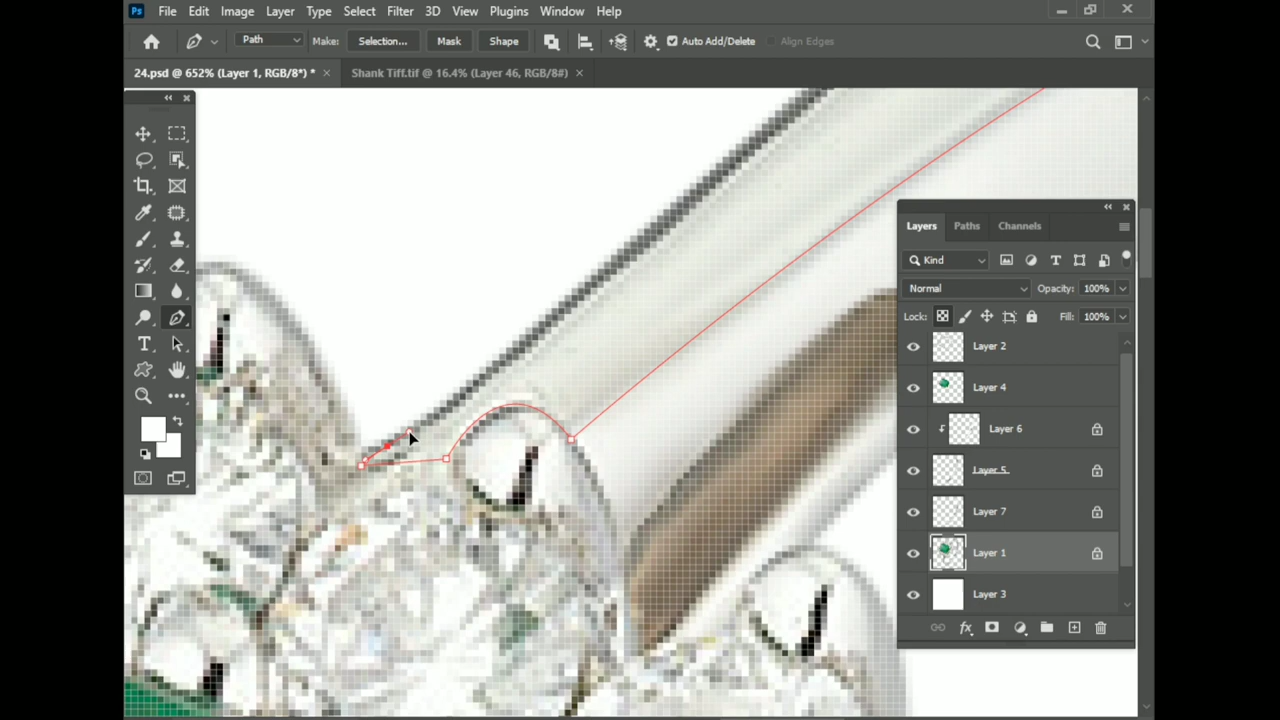 Ps File Edit Image Layer Type Select Filter 3D View Plugins Window Help
Path Make: Selection... Mask Shape Auto Add/Delete Align Edges
24.psd @ 652% (Layer 1, RGB/8*) * Shank Tiff.tif @ 16.4% (Layer 46, RGB/8#)
Layers Paths Channels
Kind
Normal Opacity: 100%
Lock: Fill: 100%
Layer 2
Layer 4
Layer 6
Layer 5
Layer 7
Layer 1
Layer 3
fx